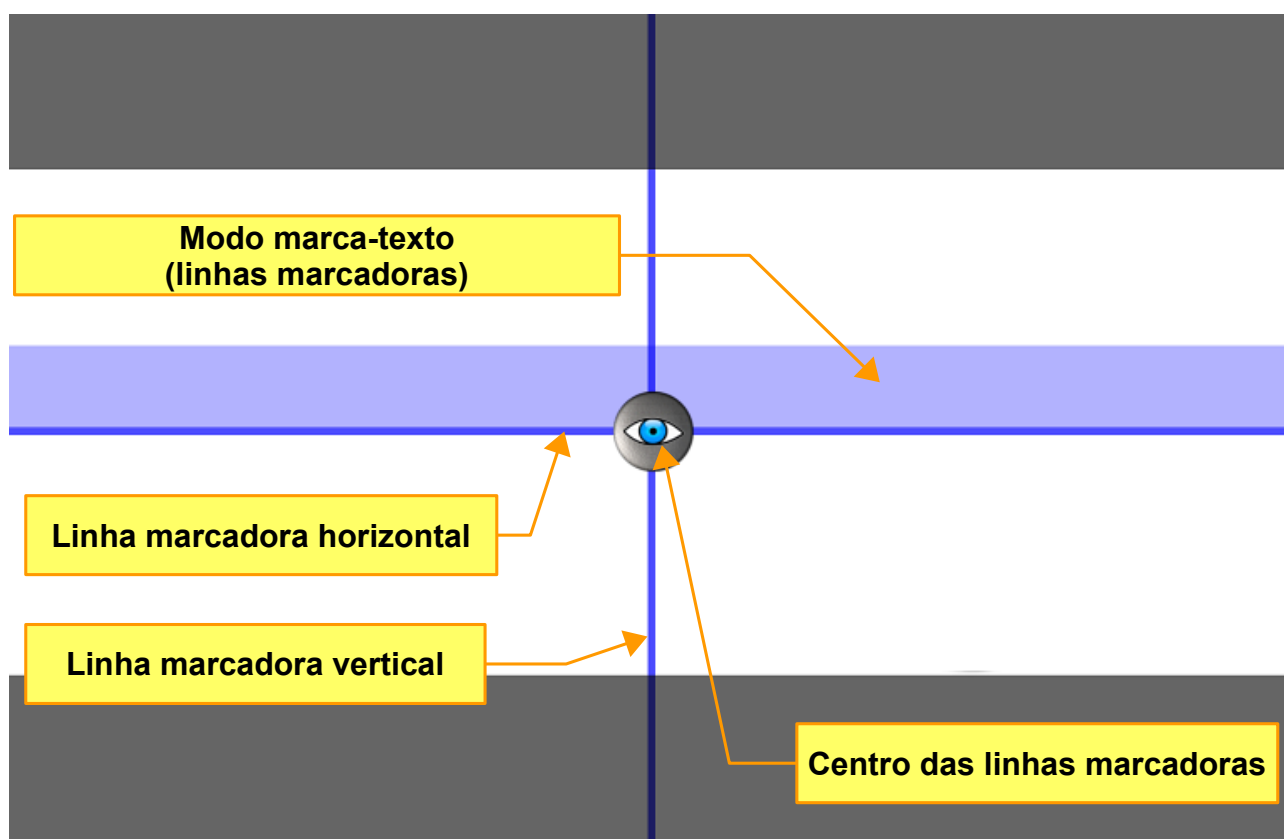 Modo marca-texto
(linhas marcadoras)
Linha marcadora horizontal
Linha marcadora vertical
Centro das linhas marcadoras